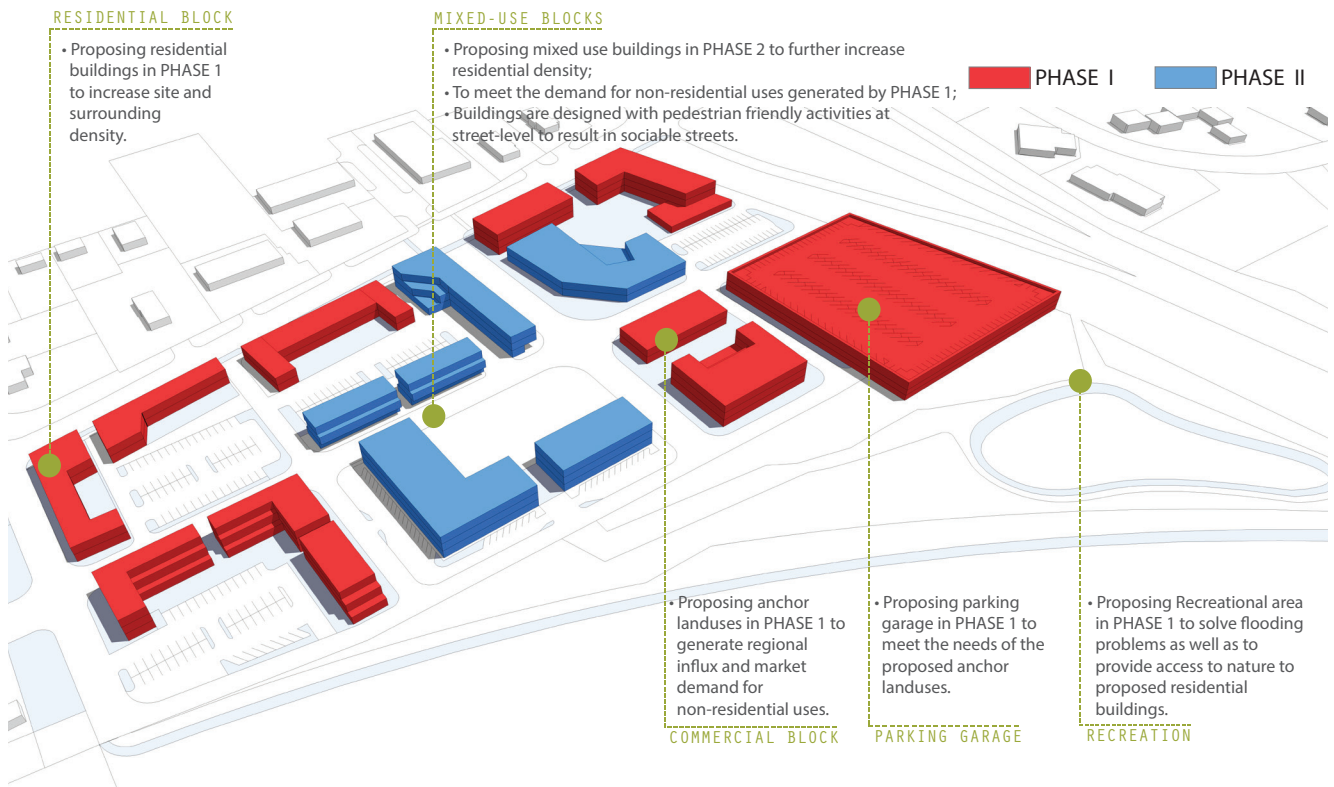 RESIDENTIAL BLOCK
• Proposing residential
buildings in PHASE 1
to increase site and
surrounding
density.
MIXED-USE BLOCKS
• Proposing mixed use buildings in PHASE 2 to further increase
residential density;
• To meet the demand for non-residential uses generated by PHASE 1;
• Buildings are designed with pedestrian friendly activities at
street-level to result in sociable streets.
PHASE I
PHASE II
• Proposing anchor
landuses in PHASE 1 to
generate regional
influx and market
demand for
non-residential uses.
COMMERCIAL BLOCK
• Proposing parking
garage in PHASE 1 to
meet the needs of the
proposed anchor
landuses.
PARKING GARAGE
• Proposing Recreational area
in PHASE 1 to solve flooding
problems as well as to
provide access to nature to
proposed residential
buildings.
RECREATION